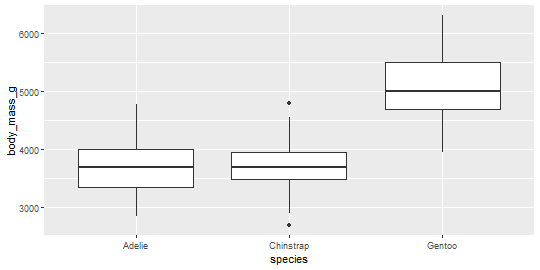 body_mass_g
6000
5000
4000
3000
Adelie
Chinstrap
Gentoo
species